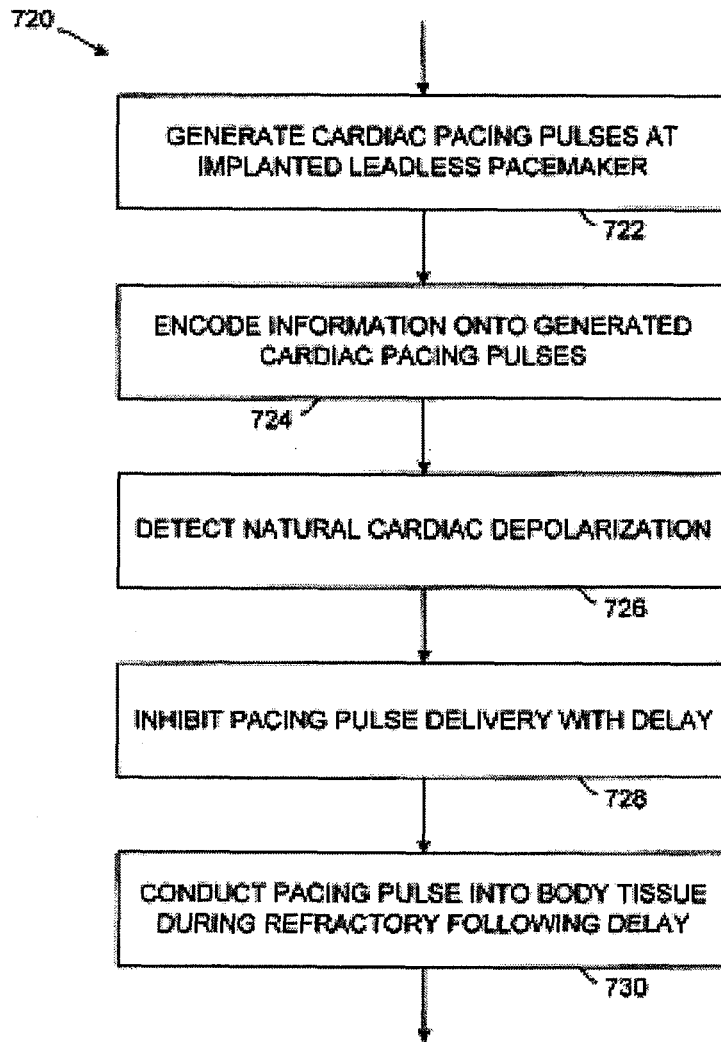 720
GENERATE CARDIAC PACING PULSES AT
IMPLANTED LEADLESS PACEMAKER
722
ENCODE INFORMATION ONTO GENERATED
CARDIAC PACING PULSES
724
DETECT NATURAL CARDIAC DEPOLARIZATION
726
INHIBIT PACING PULSE DELIVERY WITH DELAY
728
CONDUCT PACING PULSE INTO BODY TISSUE
DURING REFRACTORY FOLLOWING DELAY
730